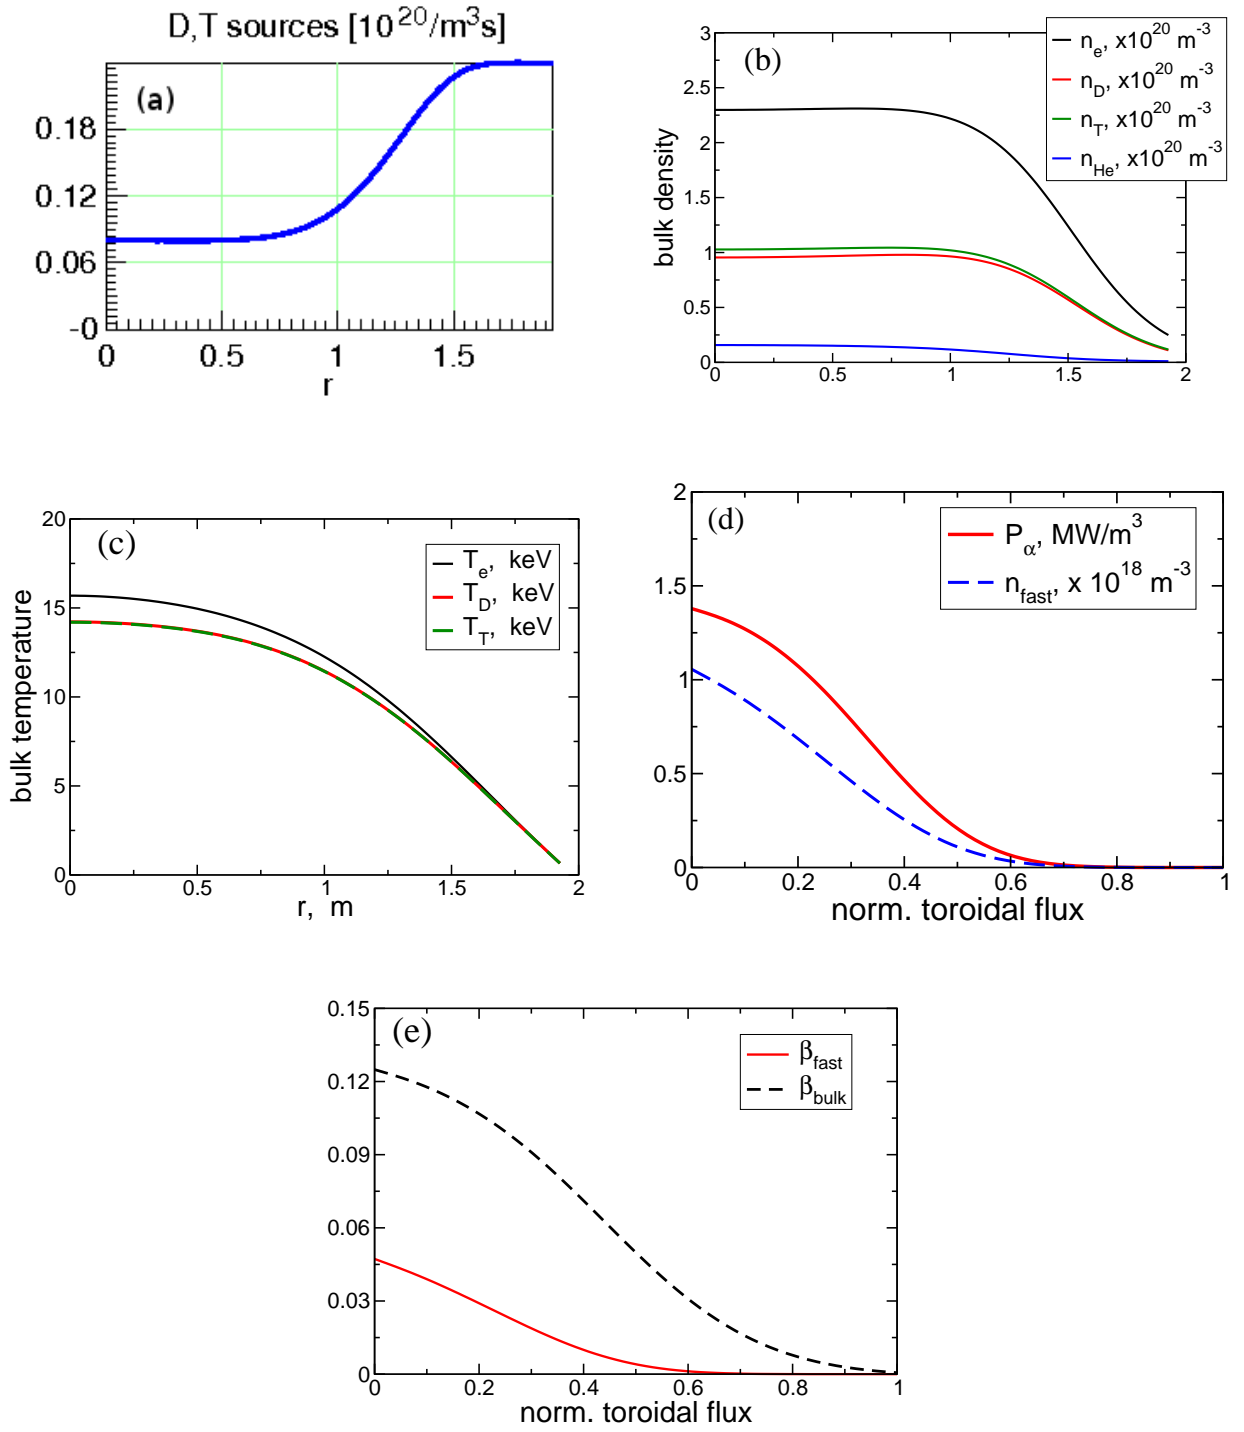 D,T sources [10^20/m^3s]
(a)
0.18
0.12
0.06
-0
0 0.5 1 1.5
r
(b)
n_e, x10^20 m^-3
n_D, x10^20 m^-3
n_T, x10^20 m^-3
n_He, x10^20 m^-3
3
2.5
2
1.5
1
0.5
0
bulk density
0 0.5 1 1.5 2
(c)
T_e, keV
T_D, keV
T_T, keV
20
15
10
5
0
bulk temperature
0 0.5 1 1.5 2
r, m
(d)
P_α, MW/m^3
n_fast, x 10^18 m^-3
2
1.5
1
0.5
0
0 0.2 0.4 0.6 0.8 1
norm. toroidal flux
(e)
β_fast
β_bulk
0.15
0.12
0.09
0.06
0.03
0
0 0.2 0.4 0.6 0.8 1
norm. toroidal flux